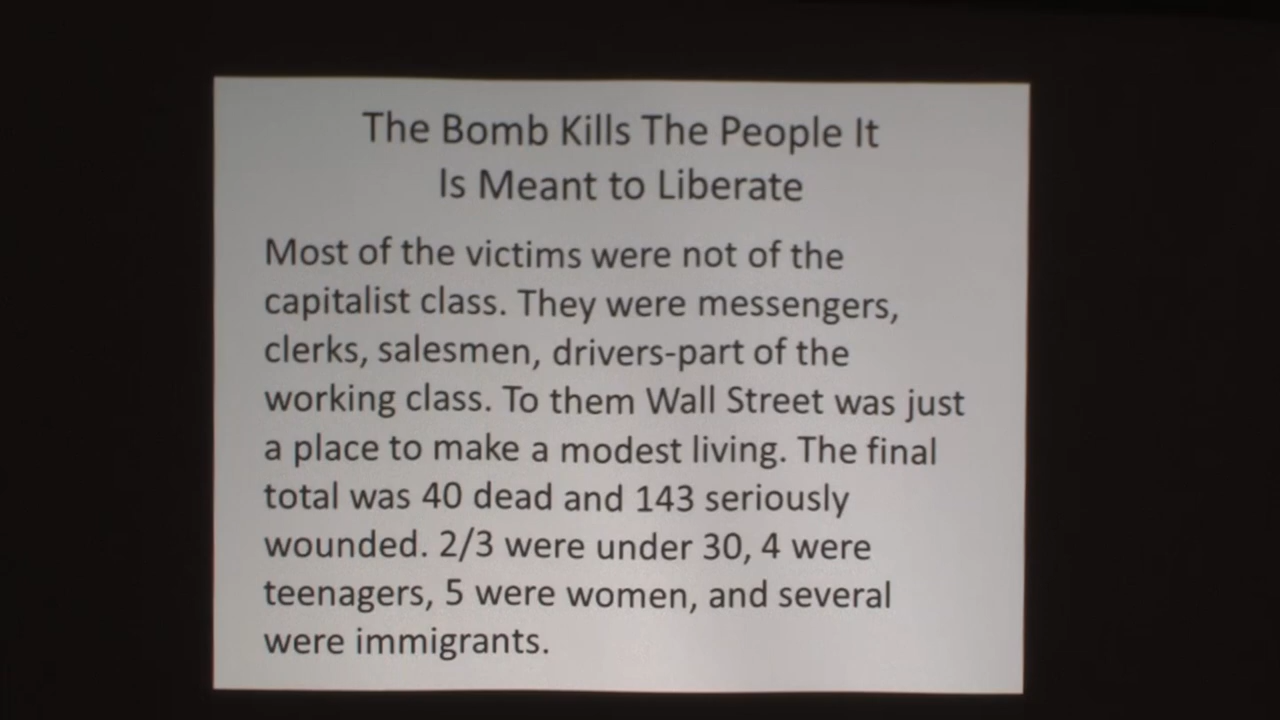 The Bomb Kills The People It
Is Meant to Liberate
Most of the victims were not of the
capitalist class. They were messengers,
clerks, salesmen, drivers-part of the
working class. To them Wall Street was just
a place to make a modest living. The final
total was 40 dead and 143 seriously
wounded. 2/3 were under 30, 4 were
teenagers, 5 were women, and several
were immigrants.